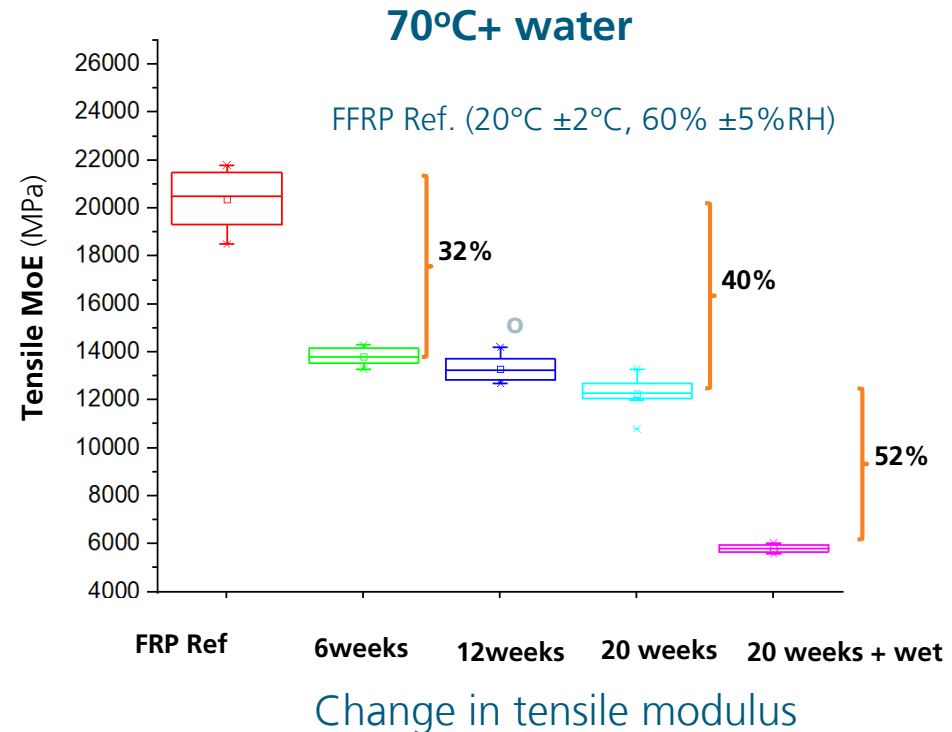 70ºC+ water
FFRP Ref. (20°C ±2°C, 60% ±5%RH)
Tensile MoE (MPa)
26000
24000
22000
20000
18000
16000
14000
12000
10000
8000
6000
4000
32%
40%
52%
FRP Ref
6weeks
12weeks
20 weeks
20 weeks + wet
Change in tensile modulus